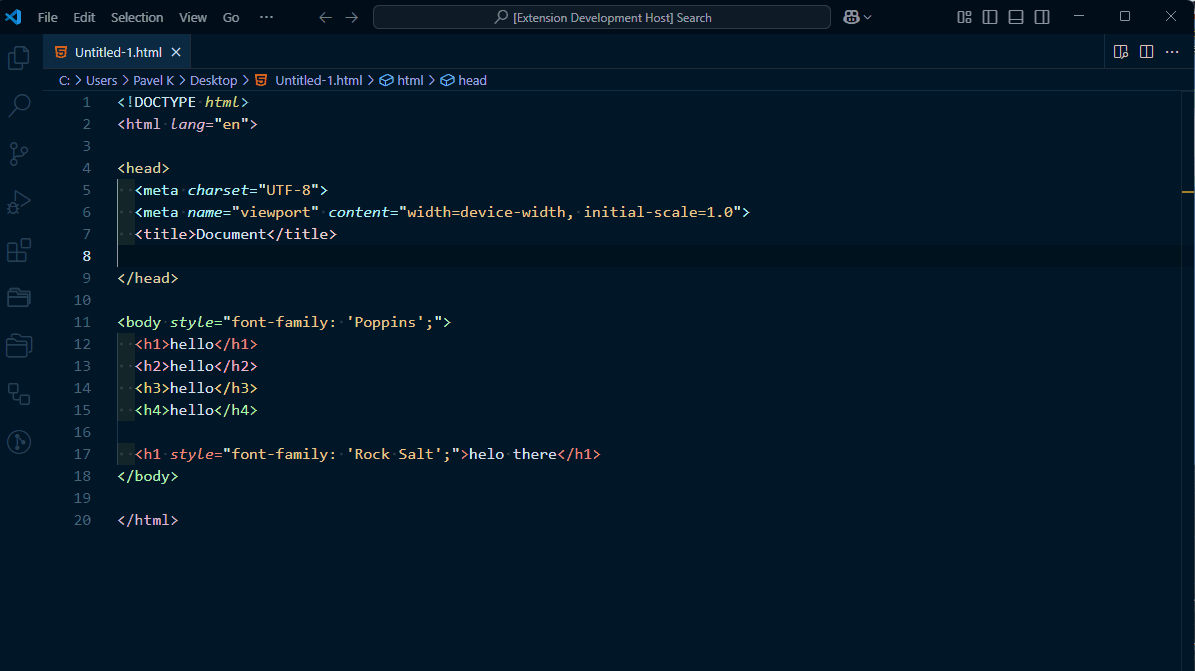 File Edit Selection View Go ··· [Extension Development Host] Search
Untitled-1.html
C: > Users > Pavel K > Desktop > Untitled-1.html > html > head
1 <!DOCTYPE html>
2 <html lang="en">
3
4 <head>
5 <meta charset="UTF-8">
6 <meta name="viewport" content="width=device-width, initial-scale=1.0">
7 <title>Document</title>
8
9 </head>
10
11 <body style="font-family: 'Poppins';">
12 <h1>hello</h1>
13 <h2>hello</h2>
14 <h3>hello</h3>
15 <h4>hello</h4>
16
17 <h1 style="font-family: 'Rock Salt';">helo there</h1>
18 </body>
19
20 </html>